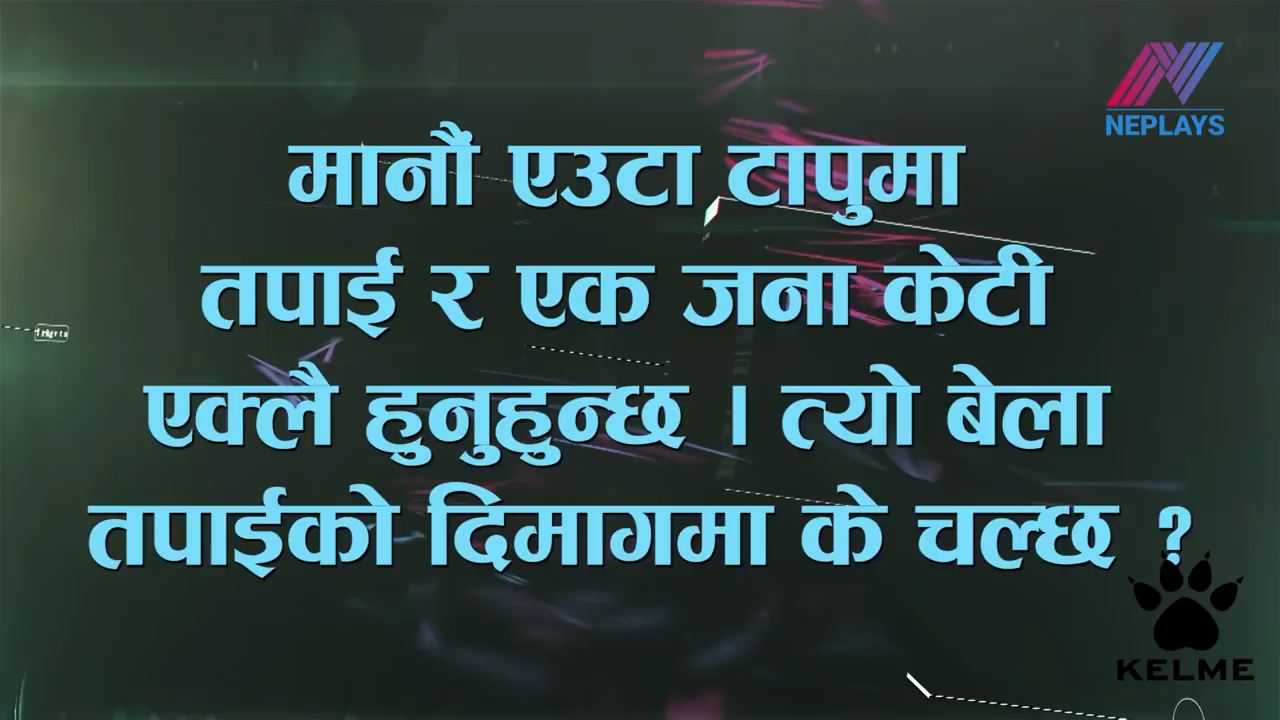 NEPLAYS
मानौं एउटा टापुमा
तपाई र एक जना केटी
एक्लै हुनुहुन्छ । त्यो बेला
तपाईको दिमागमा के चल्छ ?
KELME